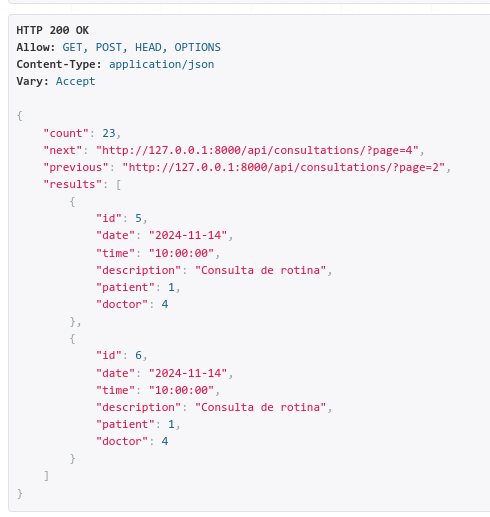 HTTP 200 OK
Allow: GET, POST, HEAD, OPTIONS
Content-Type: application/json
Vary: Accept
{
    "count": 23,
    "next": "http://127.0.0.1:8000/api/consultations/?page=4",
    "previous": "http://127.0.0.1:8000/api/consultations/?page=2",
    "results": [
        {
            "id": 5,
            "date": "2024-11-14",
            "time": "10:00:00",
            "description": "Consulta de rotina",
            "patient": 1,
            "doctor": 4
        },
        {
            "id": 6,
            "date": "2024-11-14",
            "time": "10:00:00",
            "description": "Consulta de rotina",
            "patient": 1,
            "doctor": 4
        }
    ]
}